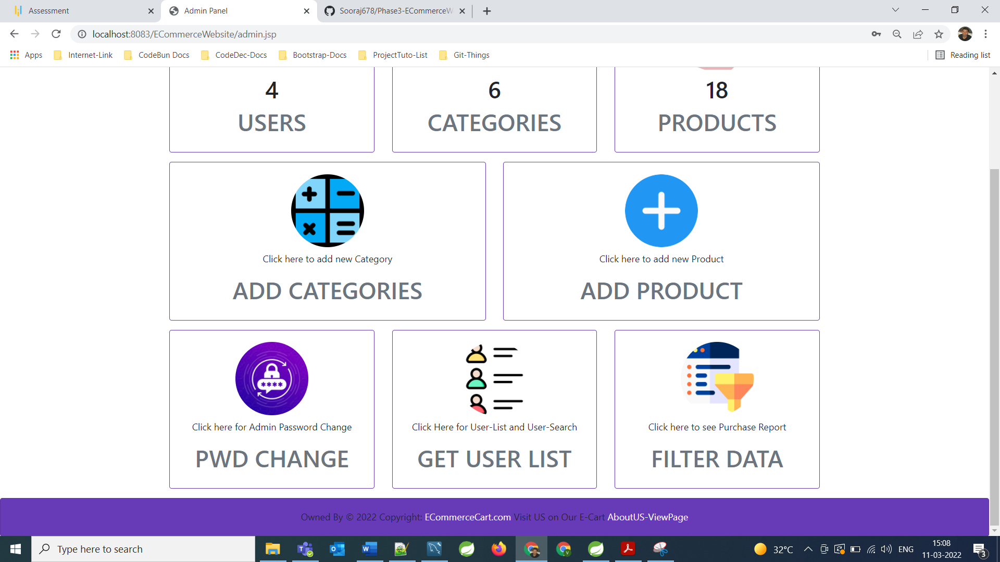 Assessment
Admin Panel
Sooraj678/Phase3-ECommerceW
localhost:8083/ECommerceWebsite/admin.jsp
Apps
Internet-Link
CodeBun Docs
CodeDec-Docs
Bootstrap-Docs
ProjectTuto-List
Git-Things
Reading list
4
USERS
6
CATEGORIES
18
PRODUCTS
Click here to add new Category
ADD CATEGORIES
Click here to add new Product
ADD PRODUCT
****
Click here for Admin Password Change
PWD CHANGE
Click Here for User-List and User-Search
GET USER LIST
Click here to see Purchase Report
FILTER DATA
Owned By © 2022 Copyright: ECommerceCart.com Visit US on Our E-Cart AboutUS-ViewPage
Type here to search
32°C
ENG
15:08
11-03-2022
3